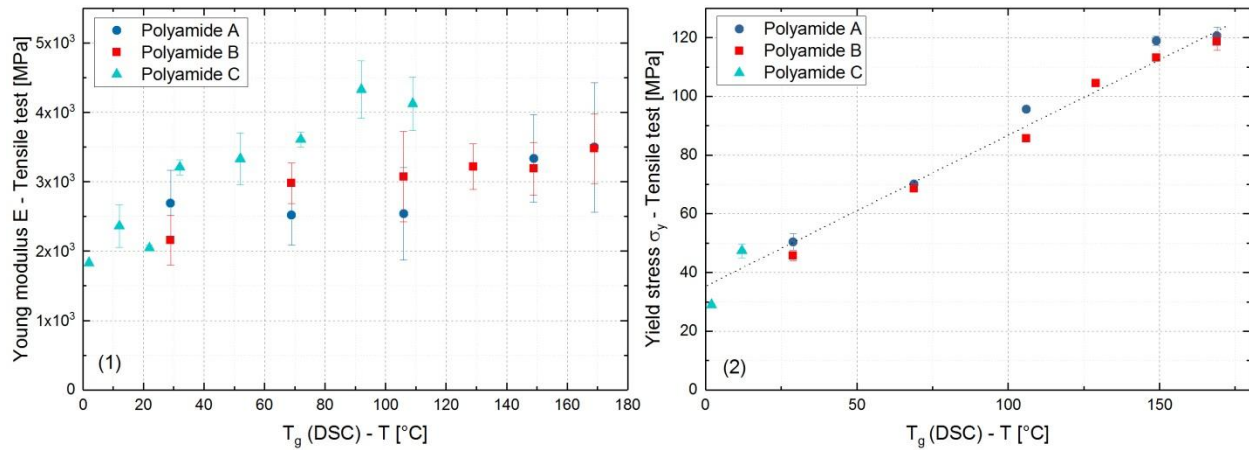 Polyamide A
Polyamide B
Polyamide C
Young modulus E - Tensile test [MPa]
5x10³
4x10³
3x10³
2x10³
1x10³
0
(1)
0 20 40 60 80 100 120 140 160 180
T_g (DSC) - T [°C]
Polyamide A
Polyamide B
Polyamide C
Yield stress σ_y - Tensile test [MPa]
120
100
80
60
40
20
0
(2)
0 50 100 150
T_g (DSC) - T [°C]